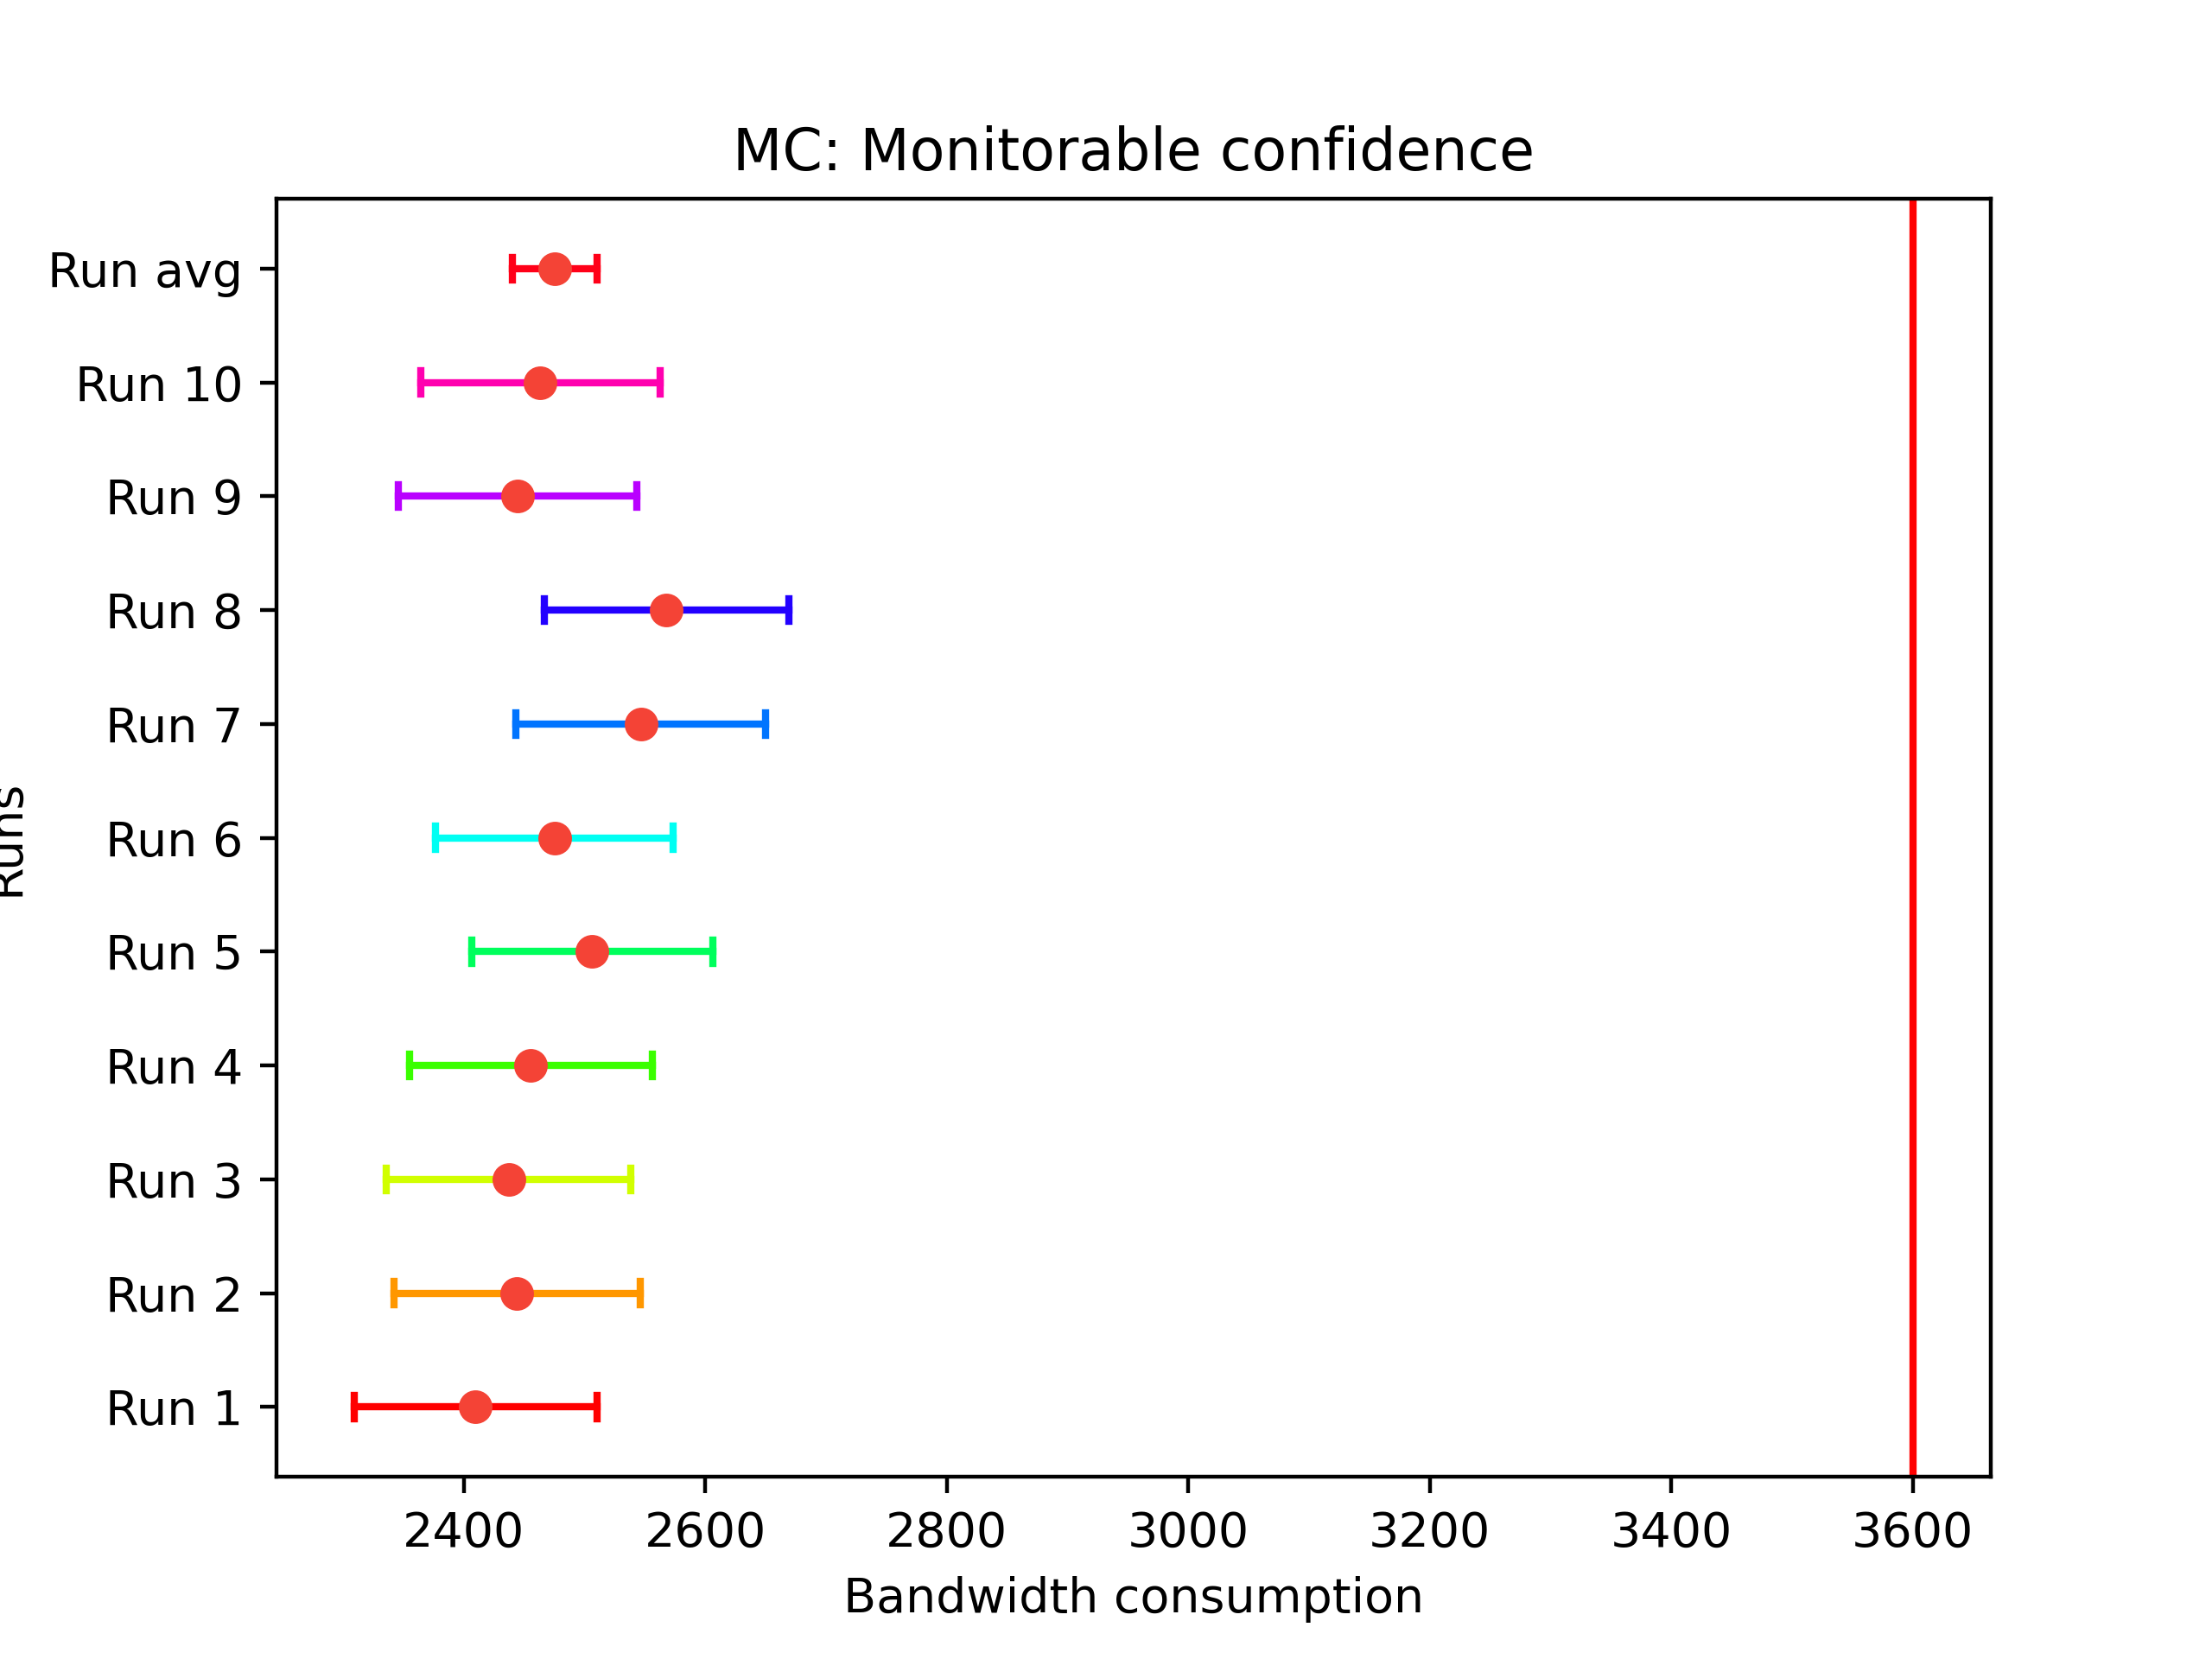 MC: Monitorable confidence
Run avg
Run 10
Run 9
Run 8
Run 7
Run 6
Run 5
Run 4
Run 3
Run 2
Run 1
Runs
2400 2600 2800 3000 3200 3400 3600
Bandwidth consumption